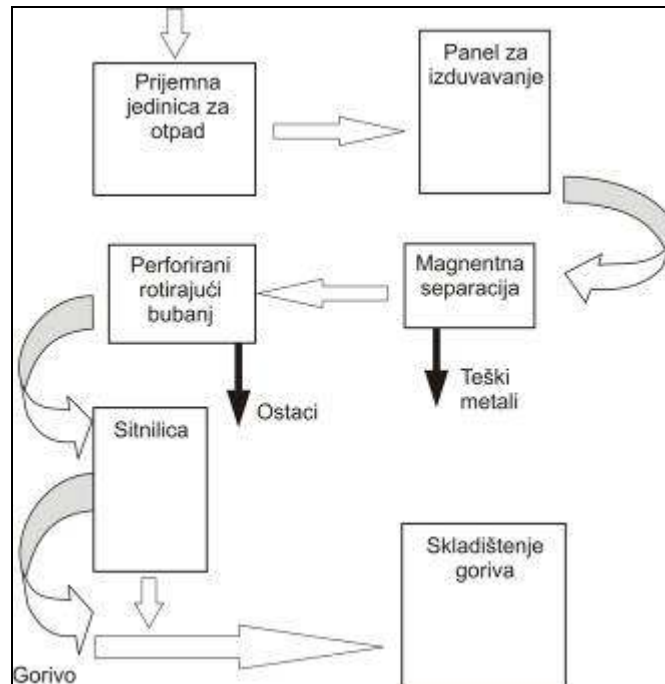 Prijemna
jedinica za
otpad
Panel za
izduvavanje
Perforirani
rotirajući
bubanj
Magnentna
separacija
Ostaci
Teški
metali
Sitnilica
Skladištenje
goriva
Gorivo